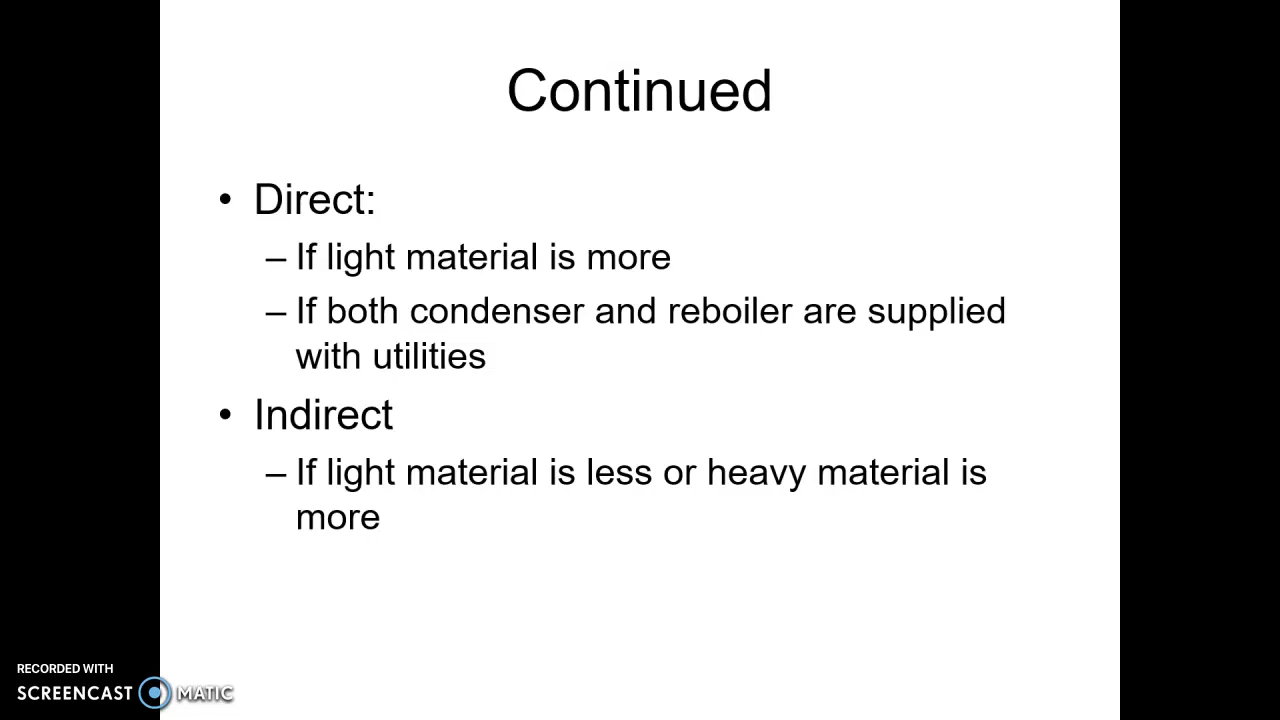 Continued
• Direct:
– If light material is more
– If both condenser and reboiler are supplied
with utilities
• Indirect
– If light material is less or heavy material is
more
RECORDED WITH
SCREENCAST MATIC